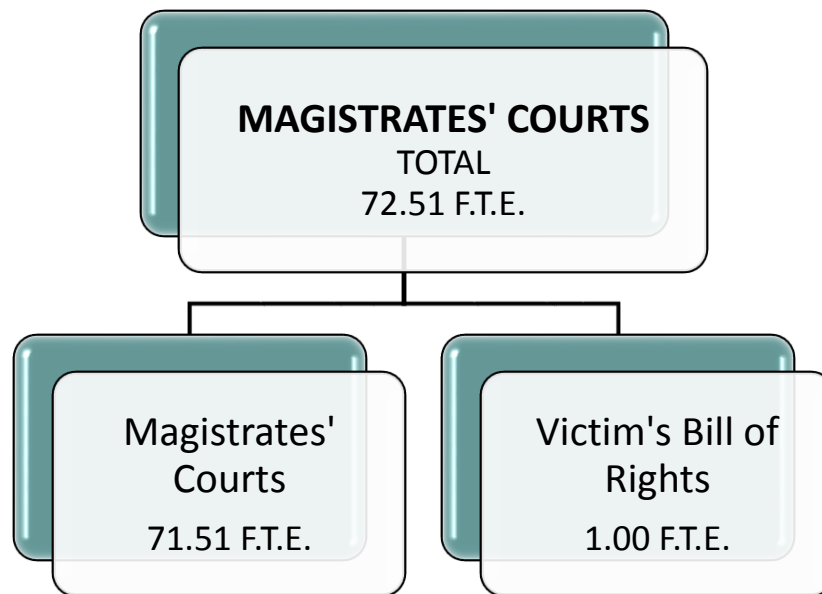 MAGISTRATES' COURTS
TOTAL
72.51 F.T.E.
Magistrates'
Courts
71.51 F.T.E.
Victim's Bill of
Rights
1.00 F.T.E.